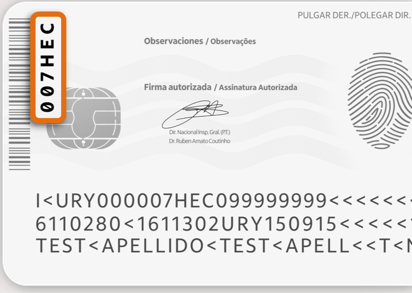 PULGAR DER./POLEGAR DIR.
007HEC
Observaciones / Observações
Firma autorizada / Assinatura Autorizada
Dir. Nacional Insp. Gral. (PT.)
Dr. Ruben Amato Coutinho
I<URY000007HEC099999999<<<<<<
6110280<1611302URY150915<<<<<
TEST<APELLIDO<TEST<APELL<<T<N